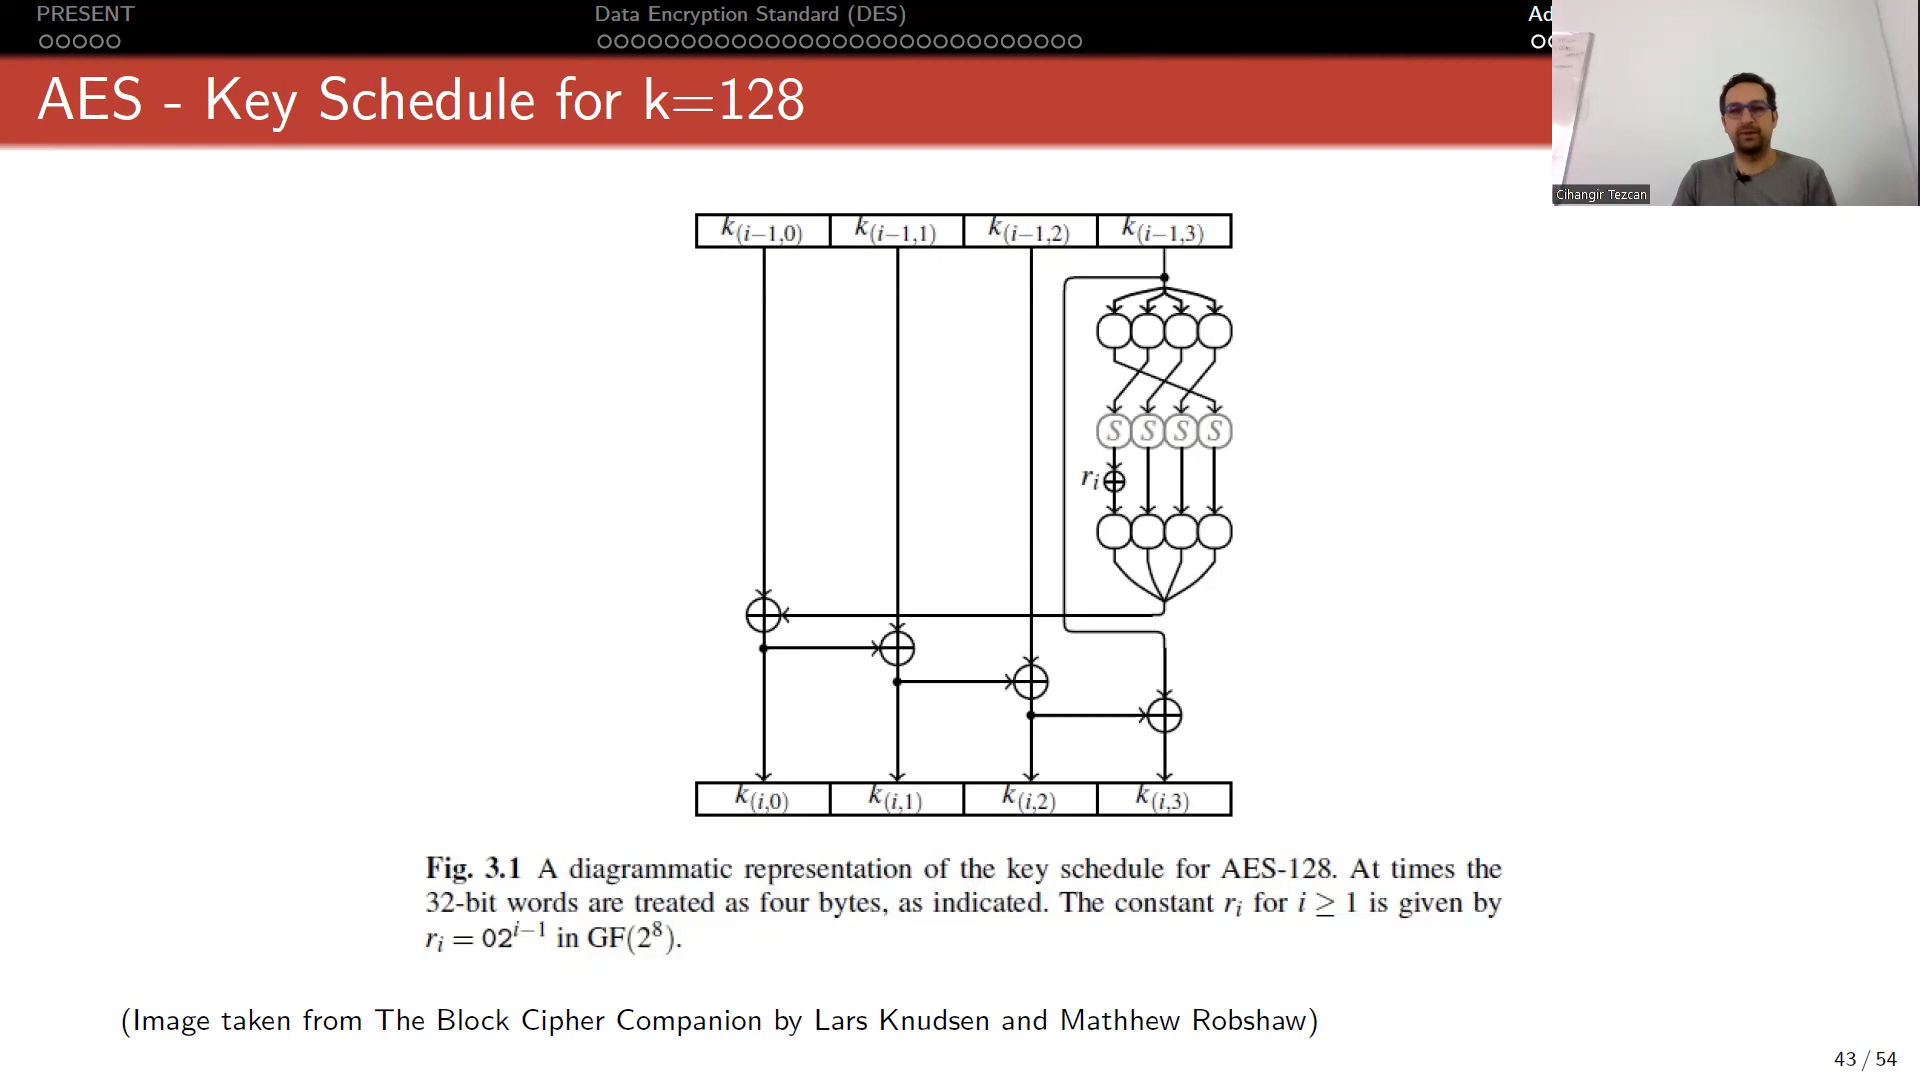 PRESENT
Data Encryption Standard (DES)
Ad
AES - Key Schedule for k=128
Cihangir Tezcan
k(i−1,0) k(i−1,1) k(i−1,2) k(i−1,3)
S S S S
ri
k(i,0) k(i,1) k(i,2) k(i,3)
Fig. 3.1 A diagrammatic representation of the key schedule for AES-128. At times the
32-bit words are treated as four bytes, as indicated. The constant ri for i ≥ 1 is given by
ri = 02^{i−1} in GF(2^8).
(Image taken from The Block Cipher Companion by Lars Knudsen and Mathhew Robshaw)
43 / 54